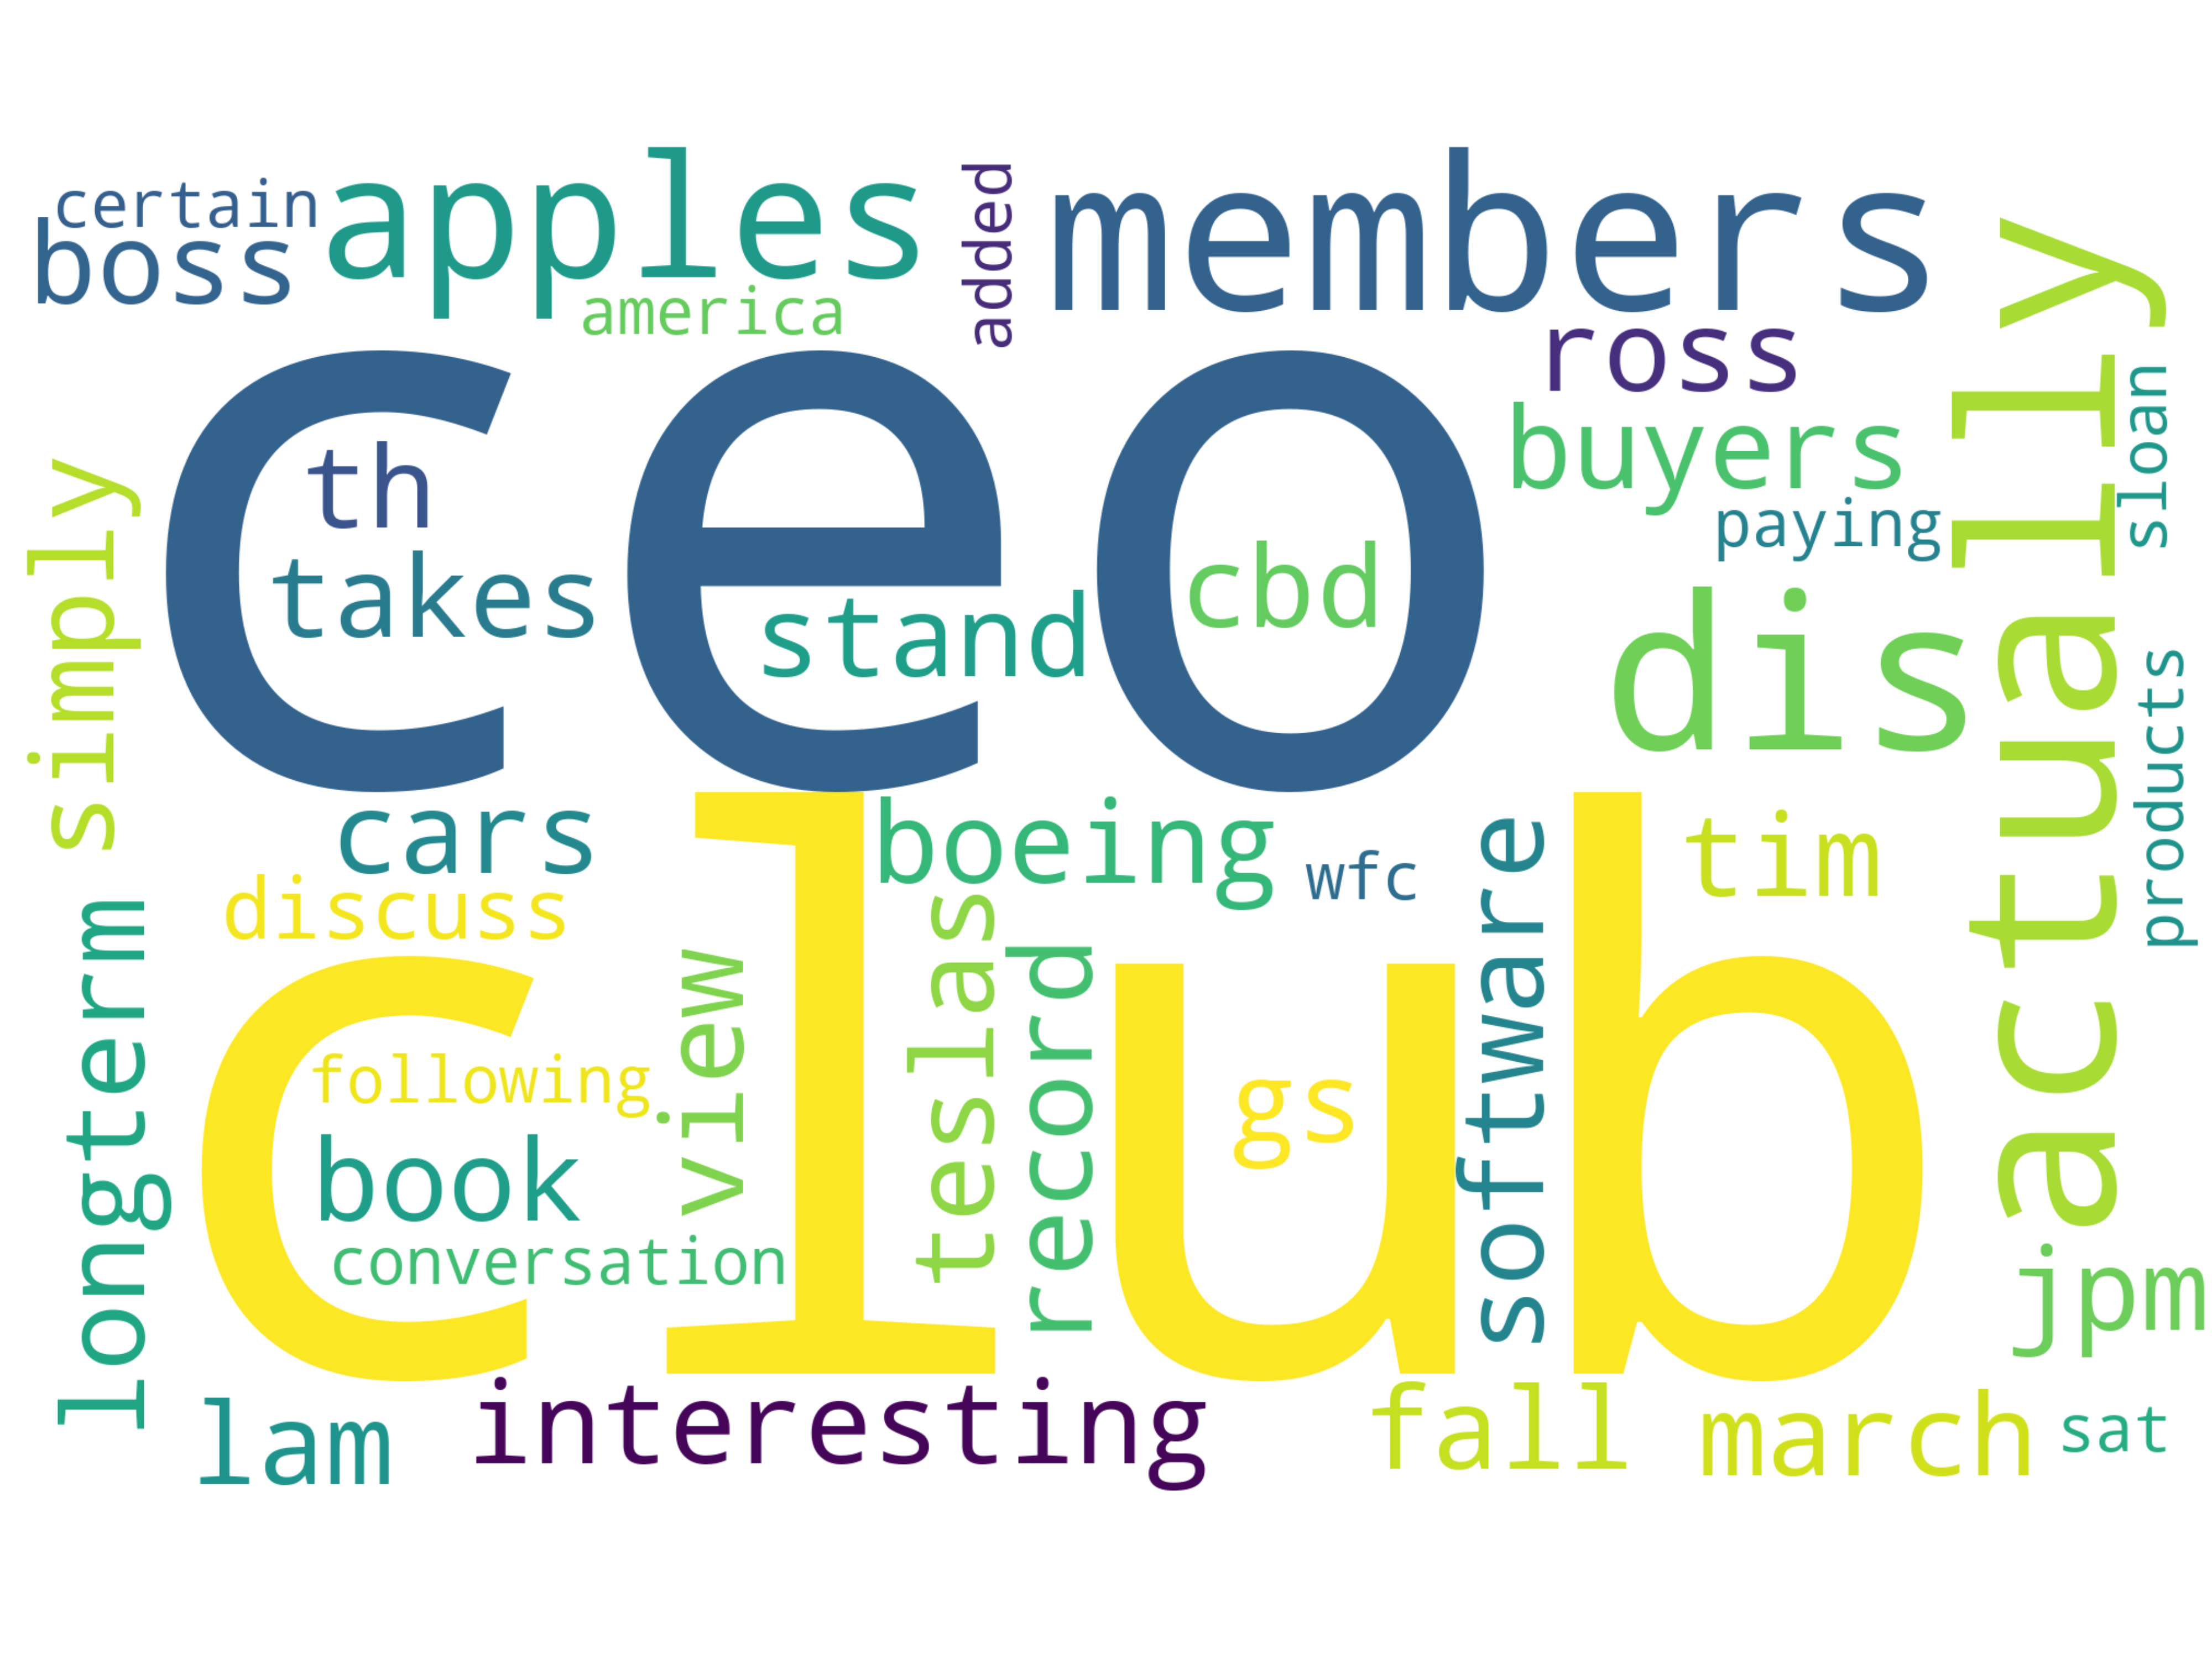 certain
boss
apples
america
added
members
ross
buyers
paying
sloan
actually
simply
ceo
th
takes
stand
cbd
dis
products
cars
discuss
boeing
wfc
tim
software
longterm
club
following
view
teslas
record
gs
book
conversation
jpm
lam
interesting
fall
march
sat